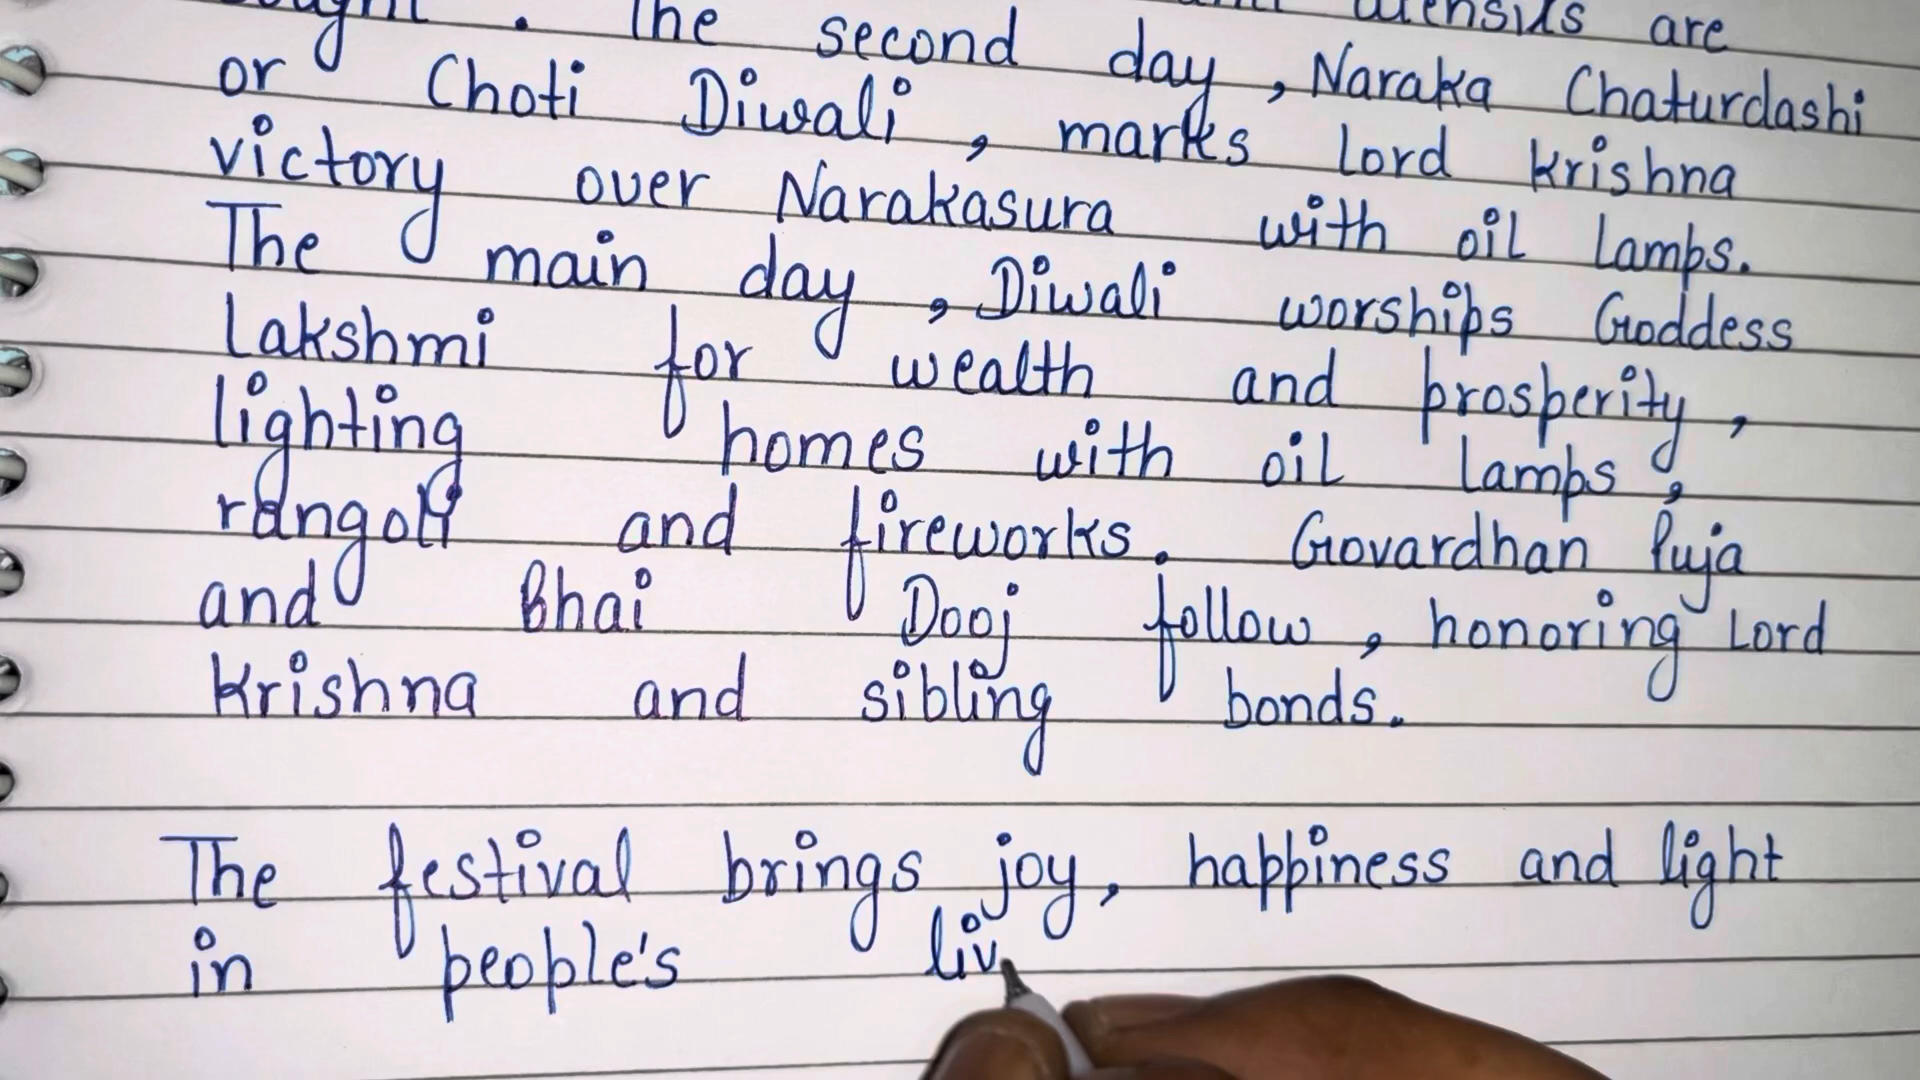 . The second day, Naraka Chaturdashi
or Choti Diwali, marks lord krishna
victory over Narakasura with oil lamps.
The main day, Diwali worships Goddess
Lakshmi for wealth and prosperity,
lighting homes with oil lamps,
rangoli and fireworks. Govardhan Puja
and Bhai Dooj follow, honoring Lord
Krishna and sibling bonds.
The festival brings joy, happiness and light
in people's liv